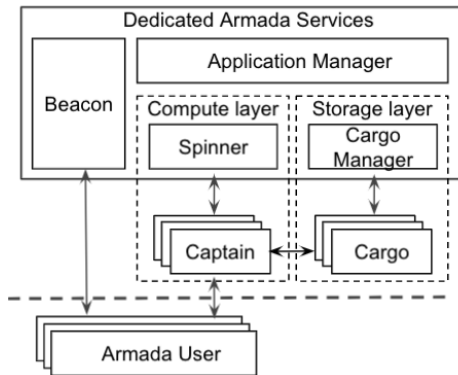 Dedicated Armada Services
Beacon
Application Manager
Compute layer
Storage layer
Spinner
Cargo
Manager
Captain
Cargo
Armada User